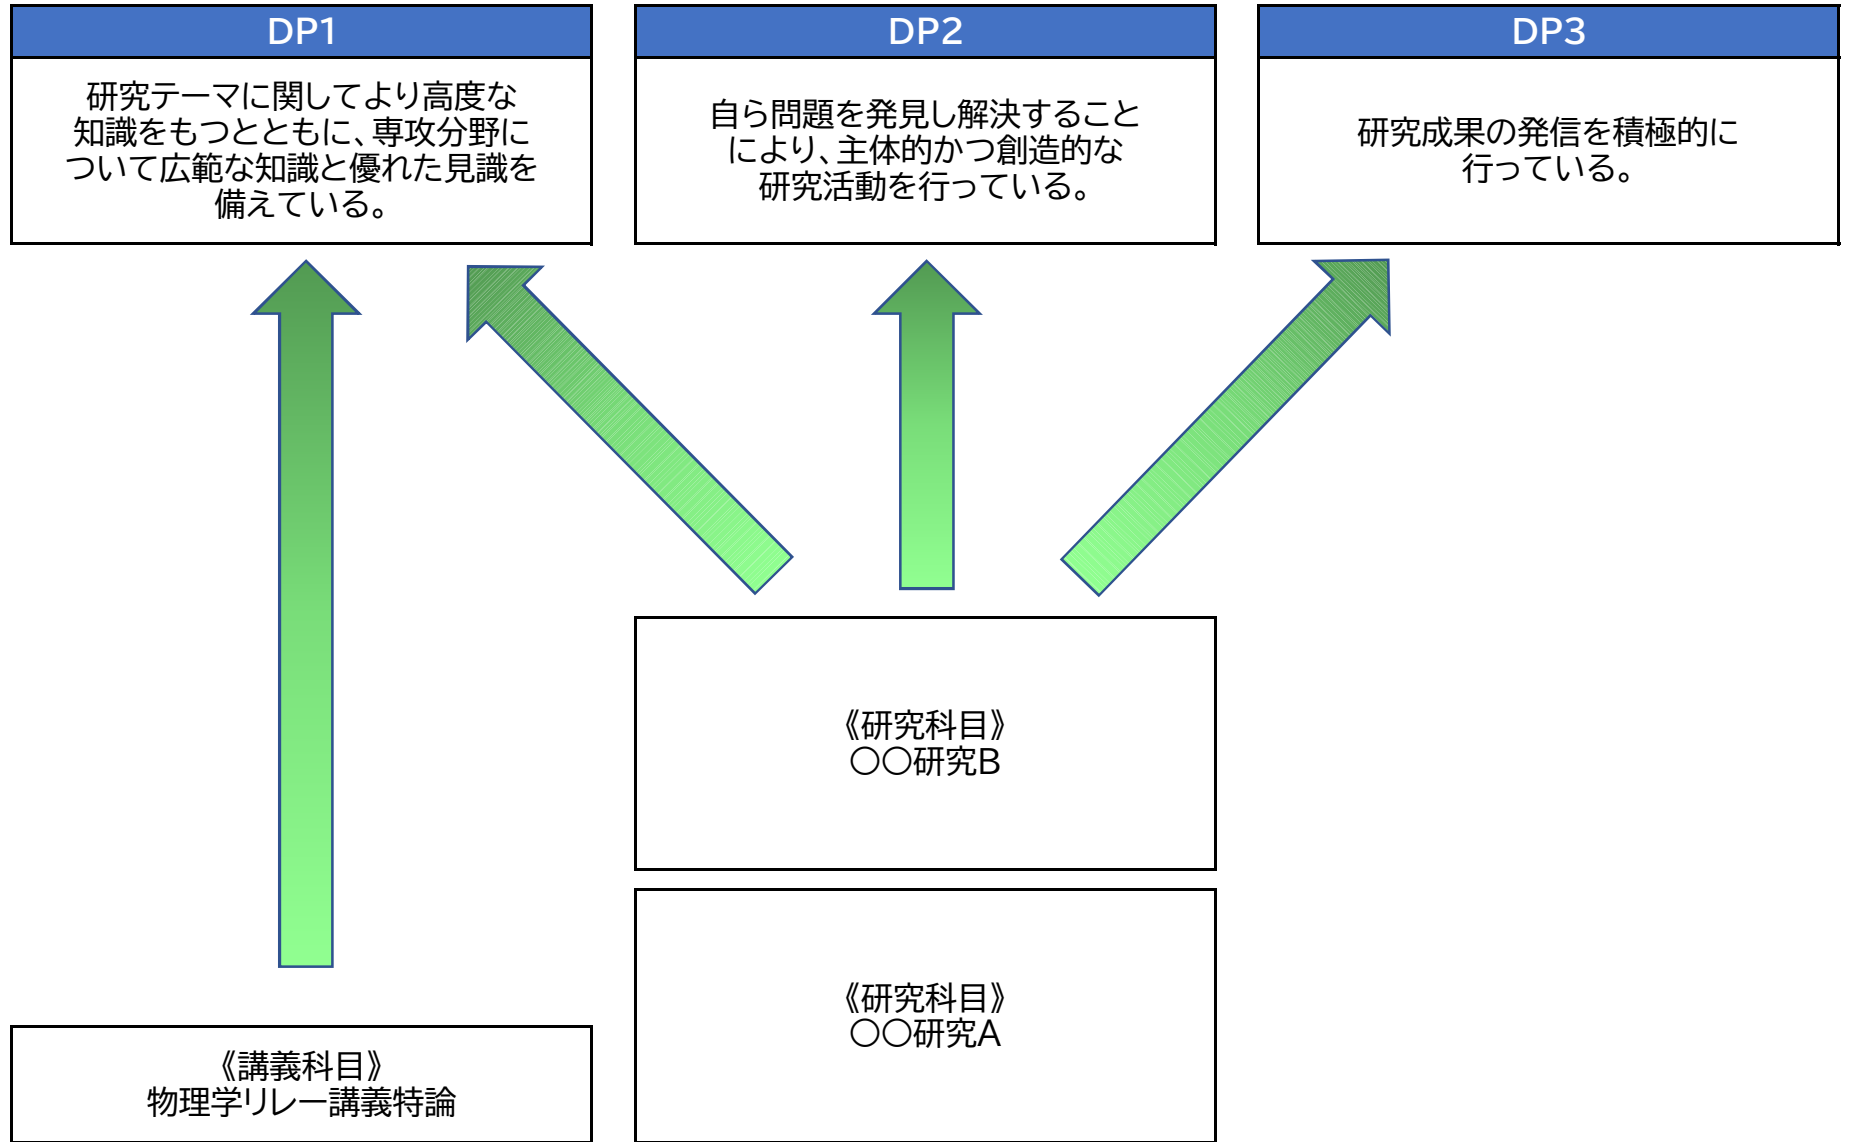 DP1
研究テーマに関してより高度な
知識をもつとともに、専攻分野に
ついて広範な知識と優れた見識を
備えている。
DP2
自ら問題を発見し解決すること
により、主体的かつ創造的な
研究活動を行っている。
DP3
研究成果の発信を積極的に
行っている。
《研究科目》
〇〇研究B
《研究科目》
〇〇研究A
《講義科目》
物理学リレー講義特論